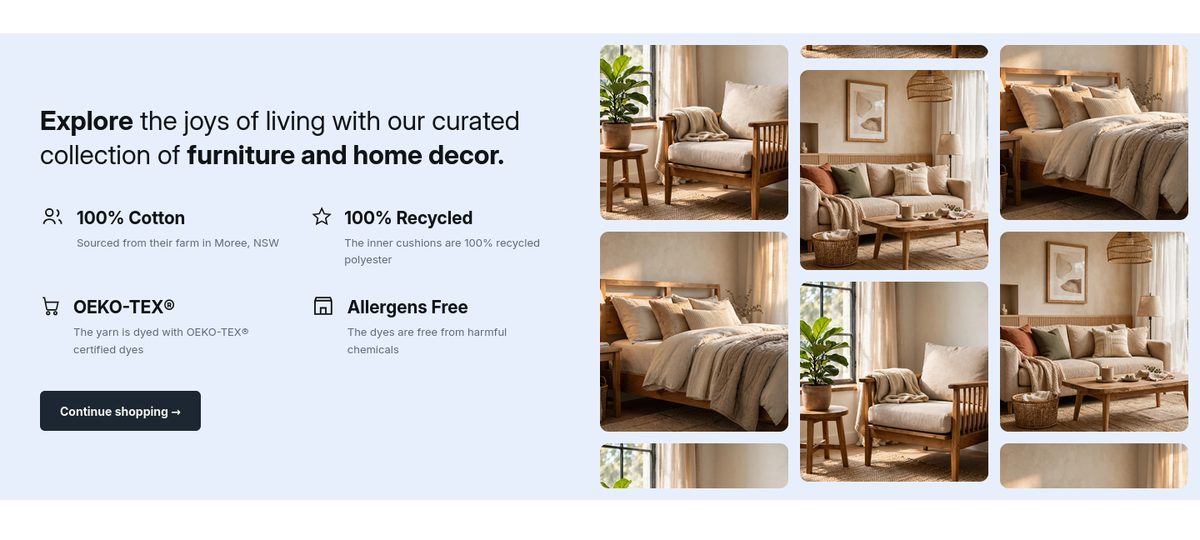 Explore the joys of living with our curated
collection of furniture and home decor.
100% Cotton
Sourced from their farm in Moree, NSW
100% Recycled
The inner cushions are 100% recycled
polyester
OEKO-TEX®
The yarn is dyed with OEKO-TEX®
certified dyes
Allergens Free
The dyes are free from harmful
chemicals
Continue shopping →